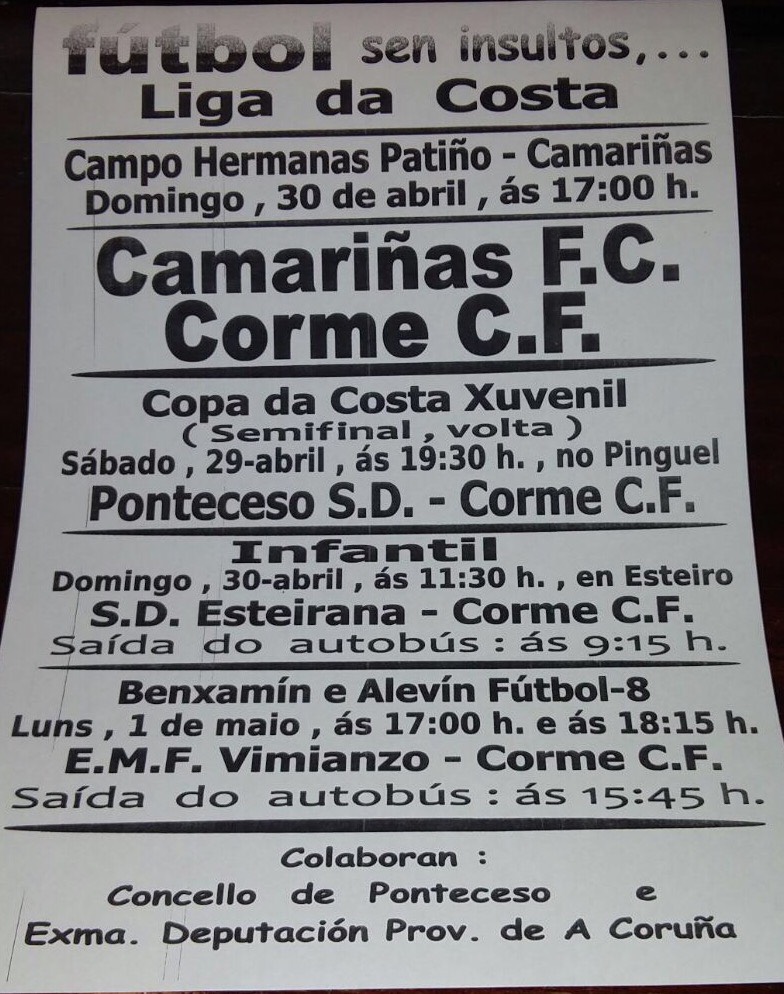 fútbol sen insultos,...
Liga da Costa
Campo Hermanas Patiño - Camariñas
Domingo , 30 de abril , ás 17:00 h.
Camariñas F.C.
Corme C.F.
Copa da Costa Xuvenil
( Semifinal , volta )
Sábado , 29-abril , ás 19:30 h. , no Pinguel
Ponteceso S.D. - Corme C.F.
Infantil
Domingo , 30-abril , ás 11:30 h. , en Esteiro
S.D. Esteirana - Corme C.F.
Saída do autobús : ás 9:15 h.
Benxamín e Alevín Fútbol-8
Luns , 1 de maio , ás 17:00 h. e ás 18:15 h.
E.M.F. Vimianzo - Corme C.F.
Saída do autobús : ás 15:45 h.
Colaboran :
Concello de Ponteceso e
Exma. Deputación Prov. de A Coruña